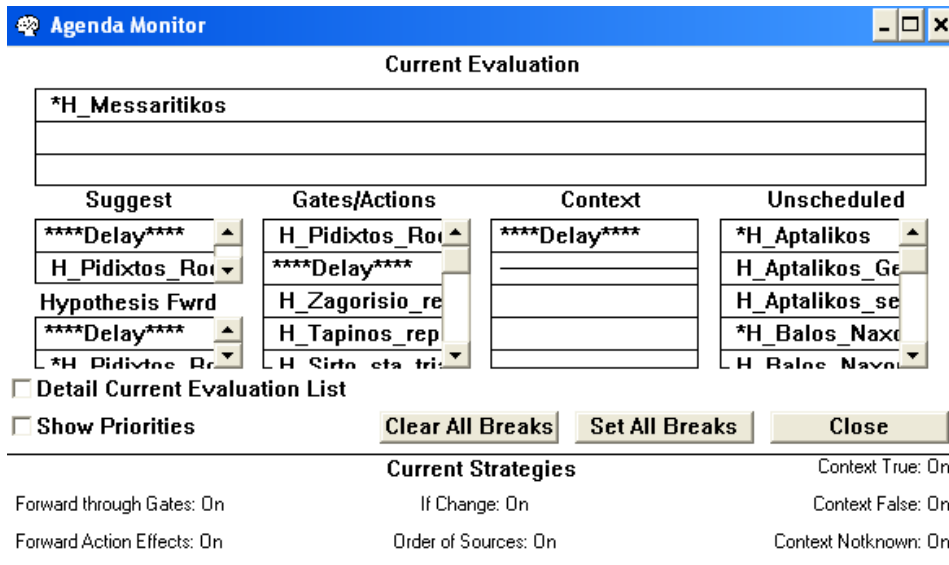 Agenda Monitor
Current Evaluation
*H_Messaritikos
Suggest
****Delay****
H_Pidixtos_Ro
Hypothesis Fwrd
****Delay****
*H_Pidixtos_Ro
Gates/Actions
H_Pidixtos_Ro
****Delay****
H_Zagorisio_re
H_Tapinos_rep
H_Sirto_sta_tria
Context
****Delay****
Unscheduled
*H_Aptalikos
H_Aptalikos_Ge
H_Aptalikos_se
*H_Balos_Naxo
H_Balos_Naxo
Detail Current Evaluation List
Show Priorities
Clear All Breaks
Set All Breaks
Close
Current Strategies
Context True: On
Forward through Gates: On
If Change: On
Context False: On
Forward Action Effects: On
Order of Sources: On
Context Notknown: On